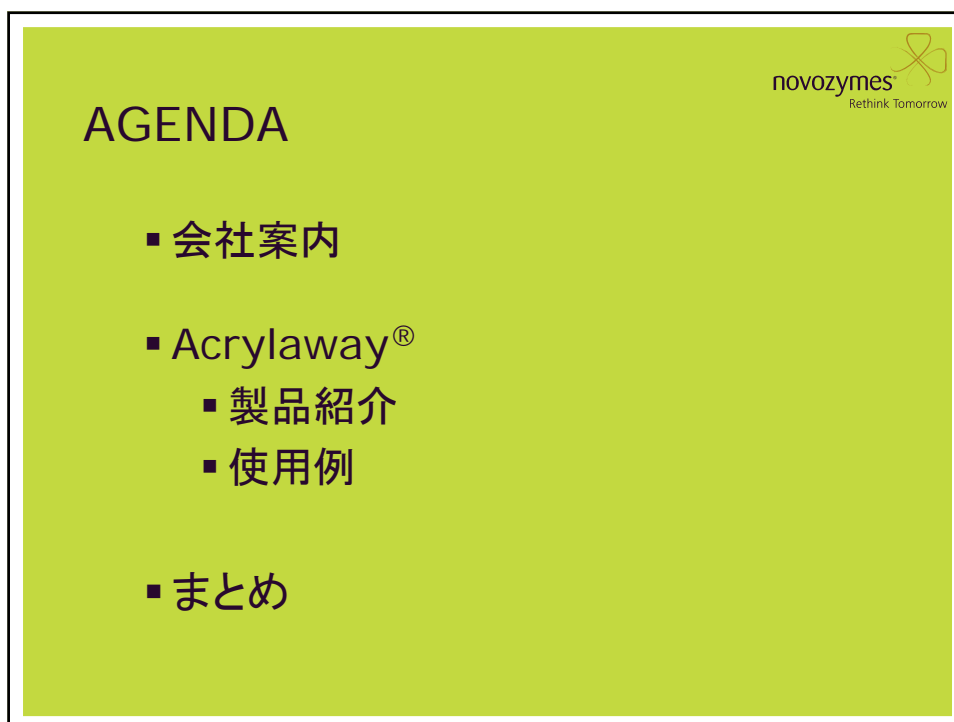 novozymes®
Rethink Tomorrow
AGENDA
▪ 会社案内
▪ Acrylaway®
▪ 製品紹介
▪ 使用例
▪ まとめ